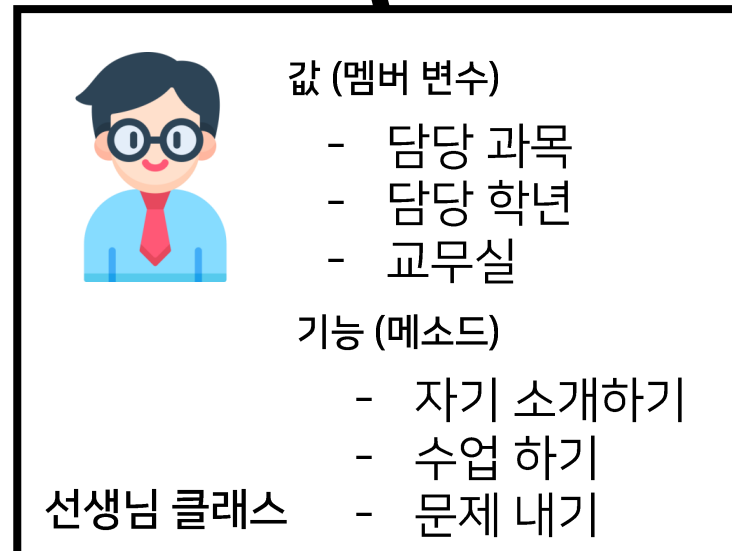 값 (멤버 변수)
- 담당 과목
- 담당 학년
- 교무실
기능 (메소드)
- 자기 소개하기
- 수업 하기
- 문제 내기
선생님 클래스